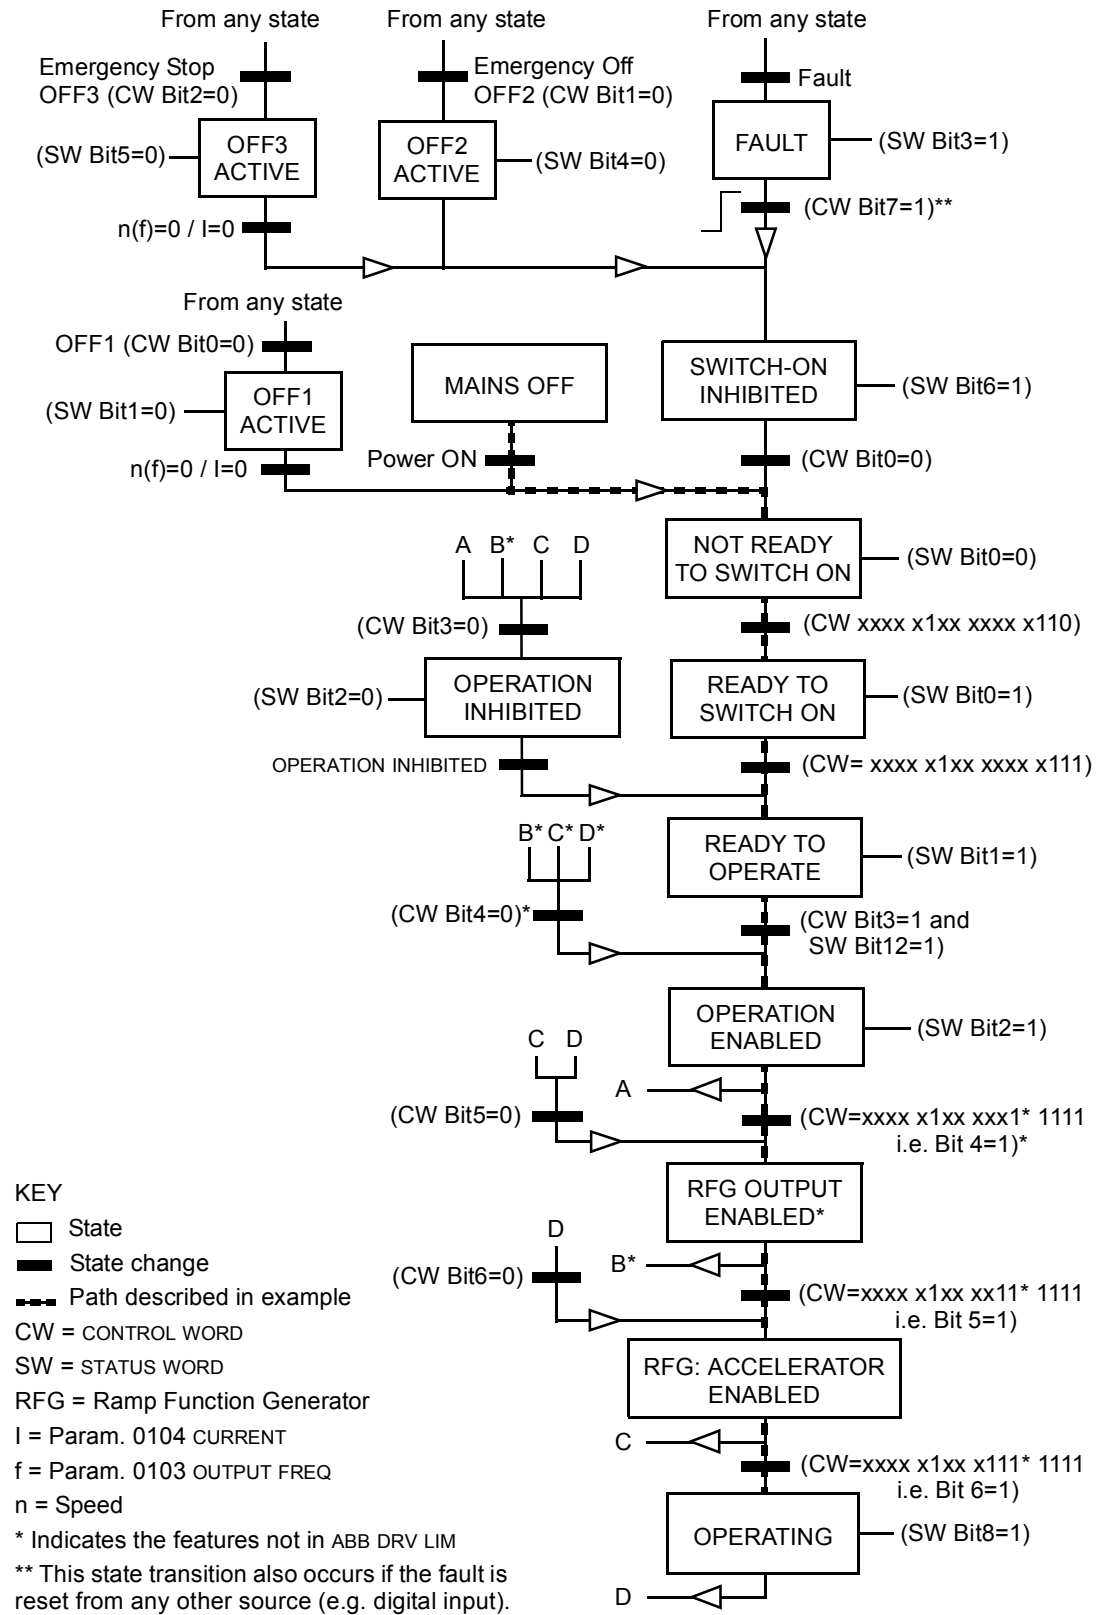 From any state
From any state
From any state
Emergency Stop
OFF3 (CW Bit2=0)
Emergency Off
OFF2 (CW Bit1=0)
Fault
(SW Bit5=0)
OFF3
ACTIVE
OFF2
ACTIVE
(SW Bit4=0)
FAULT
(SW Bit3=1)
n(f)=0 / I=0
(CW Bit7=1)**
From any state
OFF1 (CW Bit0=0)
(SW Bit1=0)
OFF1
ACTIVE
n(f)=0 / I=0
MAINS OFF
Power ON
SWITCH-ON
INHIBITED
(SW Bit6=1)
(CW Bit0=0)
NOT READY
TO SWITCH ON
(SW Bit0=0)
A B* C D
(CW Bit3=0)
(CW xxxx x1xx xxxx x110)
(SW Bit2=0)
OPERATION
INHIBITED
READY TO
SWITCH ON
(SW Bit0=1)
OPERATION INHIBITED
(CW= xxxx x1xx xxxx x111)
B* C* D*
READY TO
OPERATE
(SW Bit1=1)
(CW Bit4=0)*
(CW Bit3=1 and
SW Bit12=1)
OPERATION
ENABLED
(SW Bit2=1)
C D
A
(CW Bit5=0)
(CW=xxxx x1xx xxx1* 1111
i.e. Bit 4=1)*
RFG OUTPUT
ENABLED*
D
B*
(CW Bit6=0)
(CW=xxxx x1xx xx11* 1111
i.e. Bit 5=1)
RFG: ACCELERATOR
ENABLED
C
(CW=xxxx x1xx x111* 1111
i.e. Bit 6=1)
OPERATING
(SW Bit8=1)
D
KEY
State
State change
Path described in example
CW = CONTROL WORD
SW = STATUS WORD
RFG = Ramp Function Generator
I = Param. 0104 CURRENT
f = Param. 0103 OUTPUT FREQ
n = Speed
* Indicates the features not in ABB DRV LIM
** This state transition also occurs if the fault is
reset from any other source (e.g. digital input).